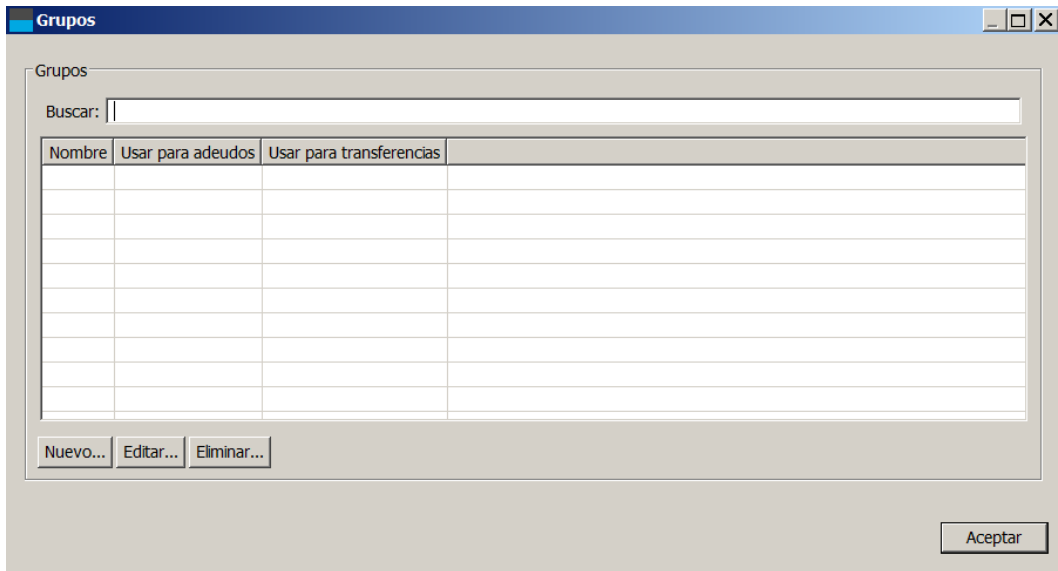 Grupos
Grupos
Buscar:
Nombre Usar para adeudos Usar para transferencias
Nuevo... Editar... Eliminar...
Aceptar